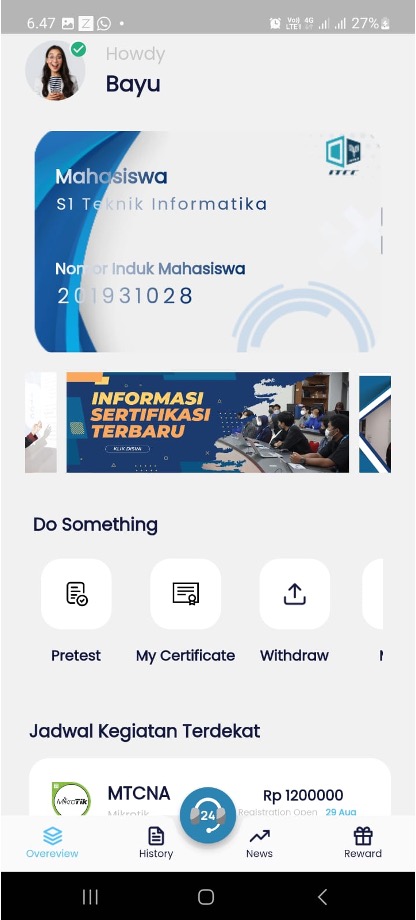 6.47
Z
Vo)) 4G
LTE1
27%
Howdy
Bayu
ITCC
Mahasiswa
S1 Teknik Informatika
Nomor Induk Mahasiswa
201931028
INFORMASI
SERTIFIKASI
TERBARU
KLIK DISINI
Do Something
Pretest
My Certificate
Withdraw
Jadwal Kegiatan Terdekat
MikroTik
MTCNA
Rp 1200000
Mikrotik
24
Registration Open
29 Aug
Overeview
History
News
Reward